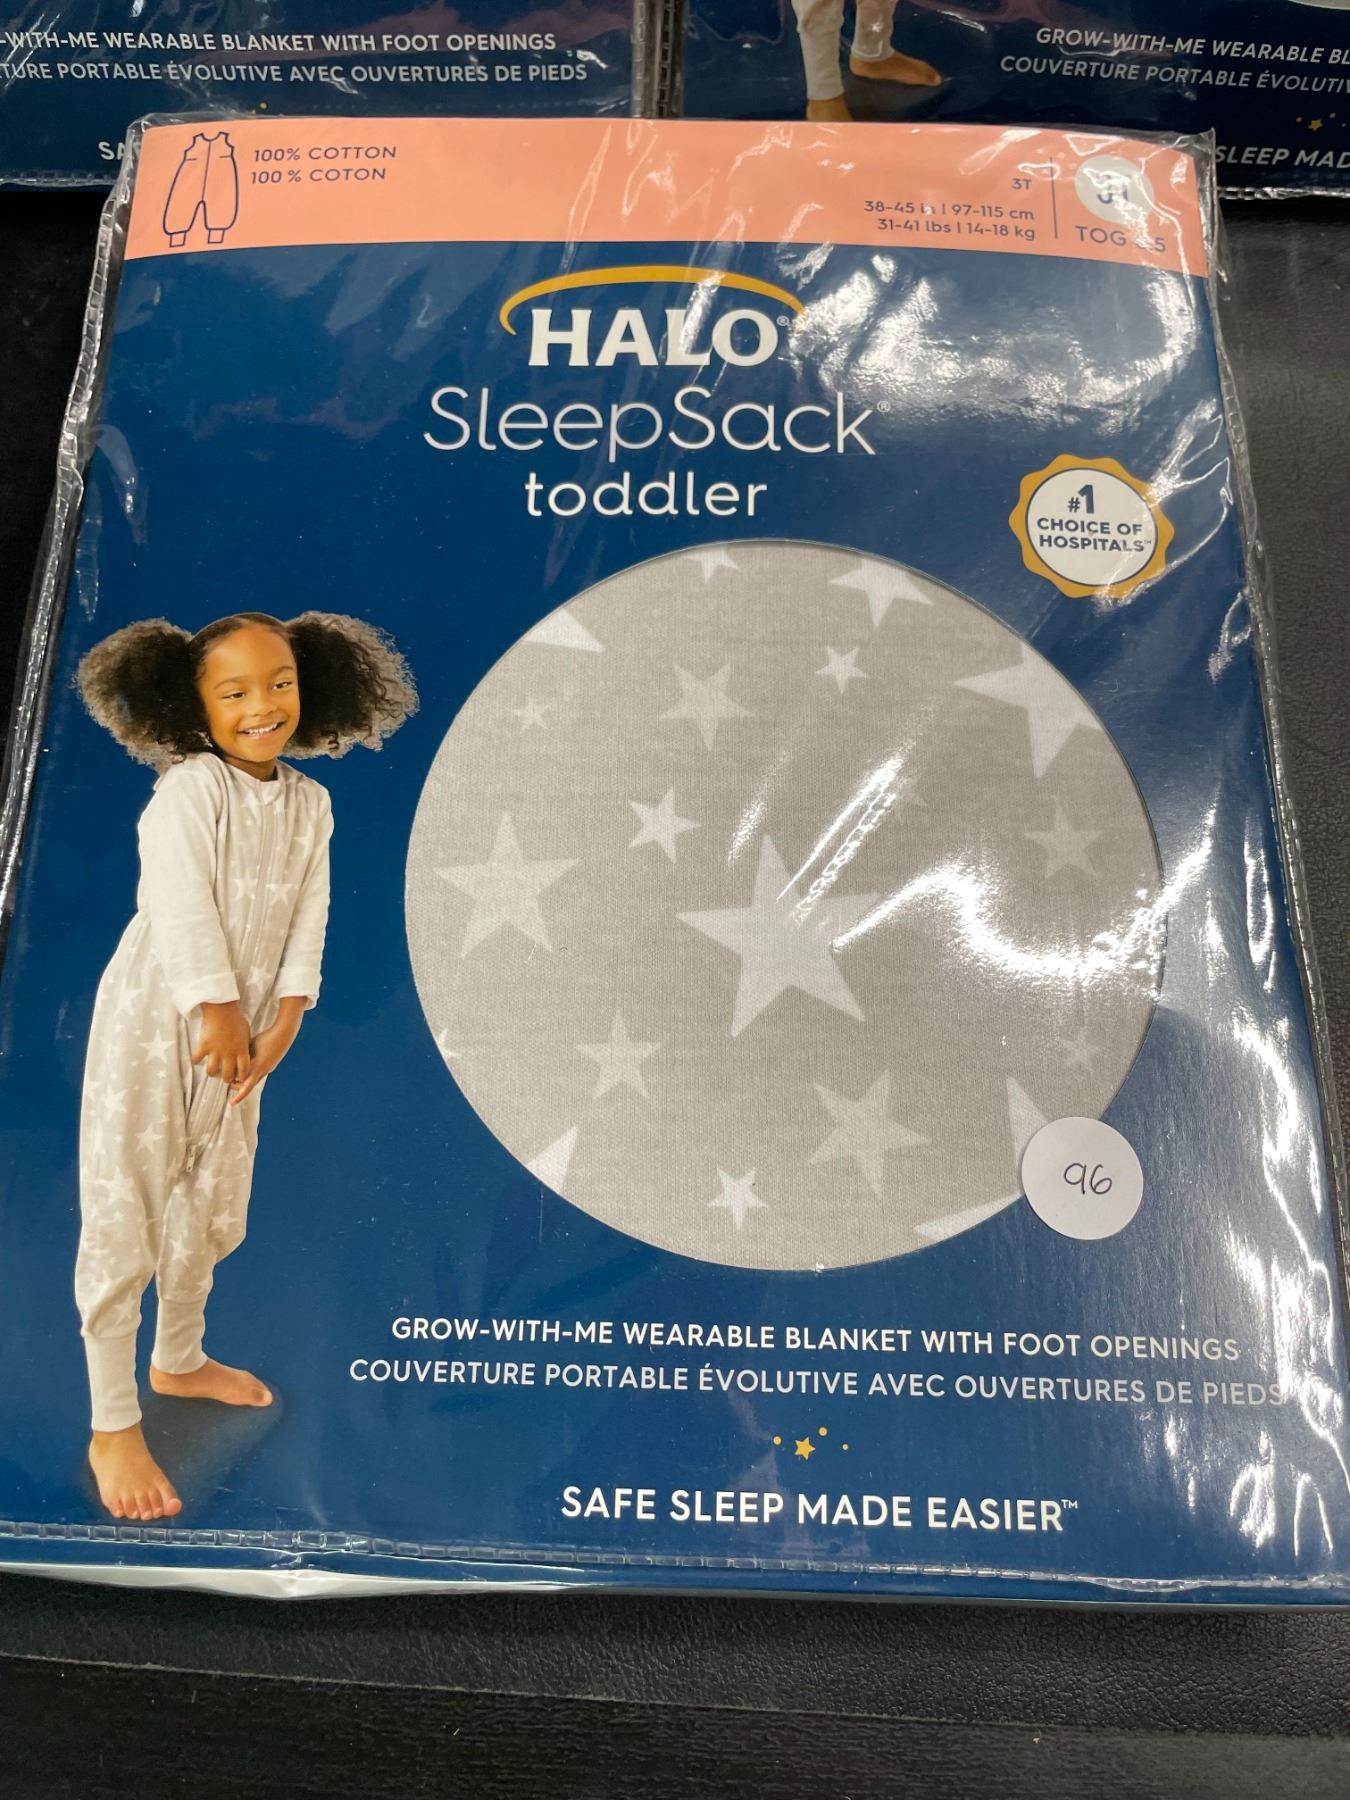 -WITH-ME WEARABLE BLANKET WITH FOOT OPENINGS
TURE PORTABLE ÉVOLUTIVE AVEC OUVERTURES DE PIEDS
SA
GROW-WITH-ME WEARABLE BL
COUVERTURE PORTABLE ÉVOLUTIV
SLEEP MAD
100% COTTON
100 % COTON
3T
38-45 in | 97-115 cm
31-41 lbs | 14-18 kg
TOG
HALO®
SleepSack®
toddler
#1
CHOICE OF
HOSPITALS™
96
GROW-WITH-ME WEARABLE BLANKET WITH FOOT OPENINGS
COUVERTURE PORTABLE ÉVOLUTIVE AVEC OUVERTURES DE PIEDS
SAFE SLEEP MADE EASIER™